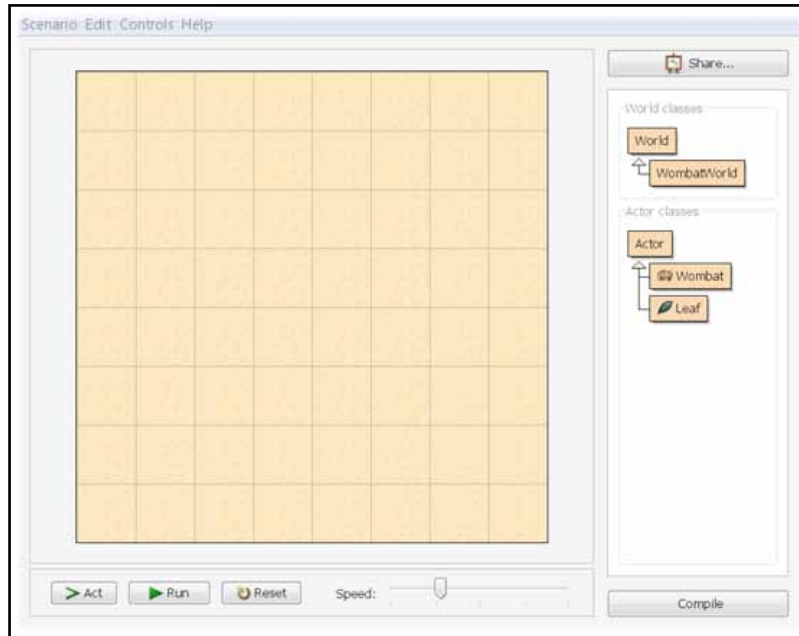 Scenario Edit Controls Help
Share...
World classes
World
WombatWorld
Actor classes
Actor
Wombat
Leaf
Act Run Reset Speed:
Compile